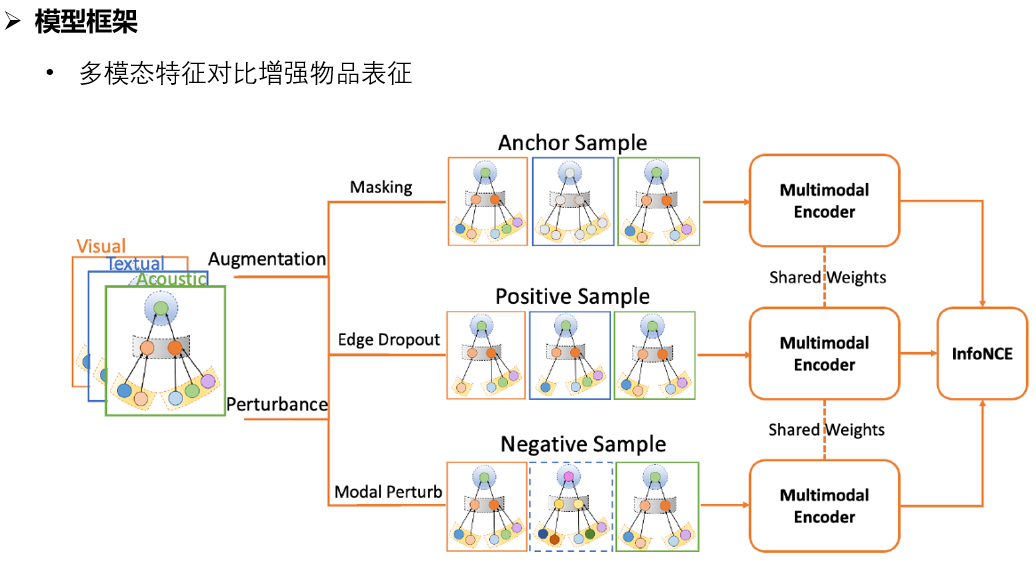 ➢ 模型框架
• 多模态特征对比增强物品表征
Anchor Sample
Masking
Multimodal
Encoder
Visual
Textual
Acoustic
Augmentation
Shared Weights
Positive Sample
Edge Dropout
Multimodal
Encoder
InfoNCE
Perturbance
Shared Weights
Negative Sample
Modal Perturb
Multimodal
Encoder